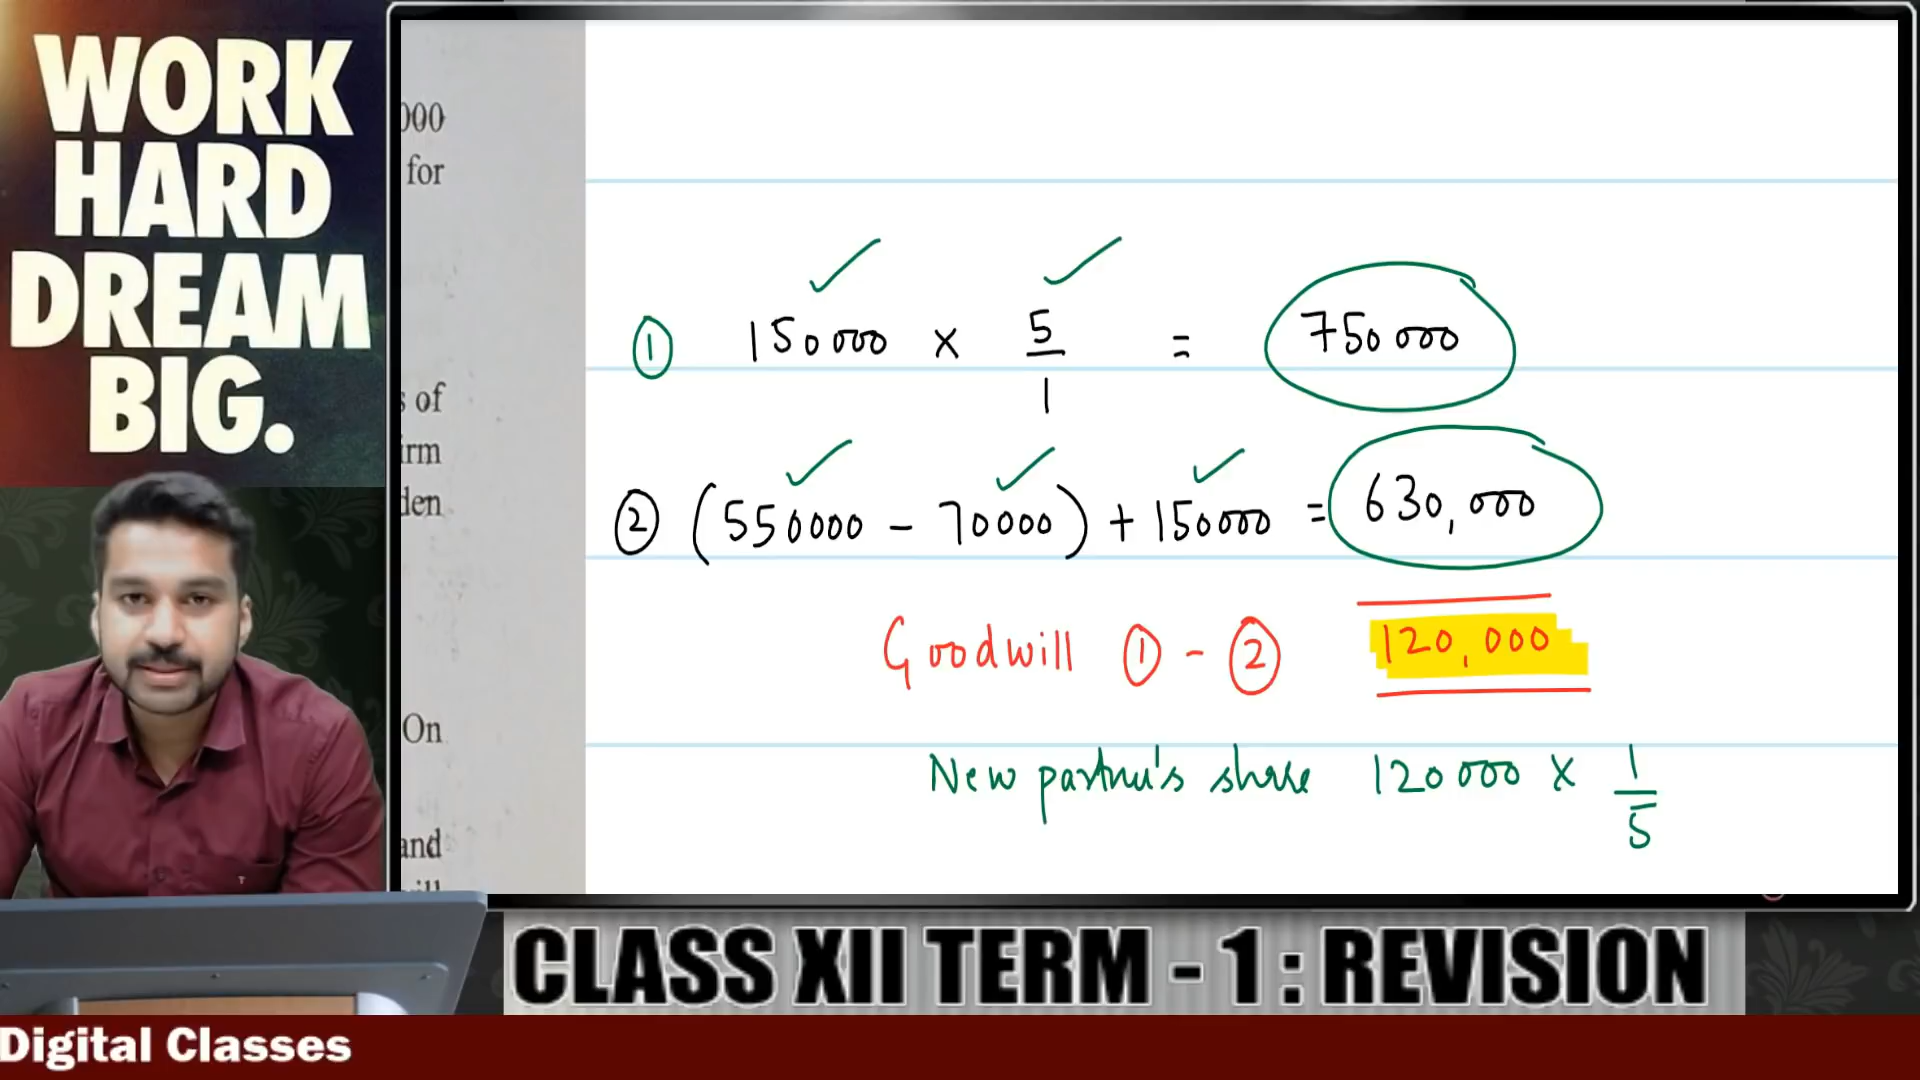 WORK
HARD
DREAM
BIG.
000
for
s of
irm
den
On
and
① 150000 × 5/1 = 750000
② (550000 - 70000) + 150000 = 630,000
Goodwill ① - ② 120,000
New partner's share 120000 × 1/5
CLASS XII TERM - 1 : REVISION
Digital Classes